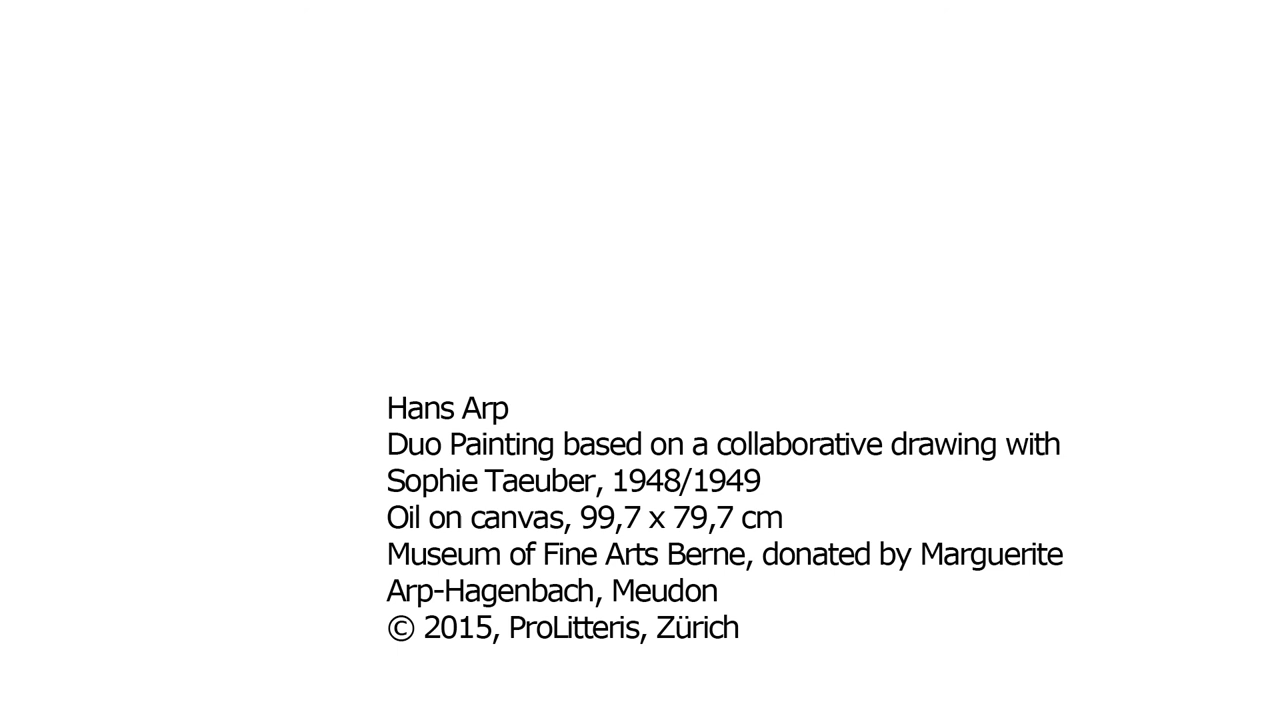 Hans Arp
Duo Painting based on a collaborative drawing with
Sophie Taeuber, 1948/1949
Oil on canvas, 99,7 x 79,7 cm
Museum of Fine Arts Berne, donated by Marguerite
Arp-Hagenbach, Meudon
© 2015, ProLitteris, Zürich